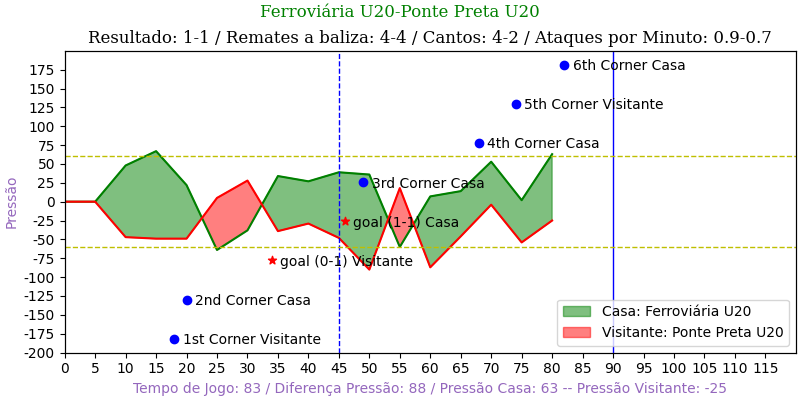 Ferroviária U20-Ponte Preta U20
Resultado: 1-1 / Remates a baliza: 4-4 / Cantos: 4-2 / Ataques por Minuto: 0.9-0.7
Pressão
175
150
125
100
75
50
25
0
-25
-50
-75
-100
-125
-150
-175
-200
6th Corner Casa
5th Corner Visitante
4th Corner Casa
3rd Corner Casa
goal (1-1) Casa
goal (0-1) Visitante
2nd Corner Casa
1st Corner Visitante
Casa: Ferroviária U20
Visitante: Ponte Preta U20
0 5 10 15 20 25 30 35 40 45 50 55 60 65 70 75 80 85 90 95 100 105 110 115
Tempo de Jogo: 83 / Diferença Pressão: 88 / Pressão Casa: 63 -- Pressão Visitante: -25